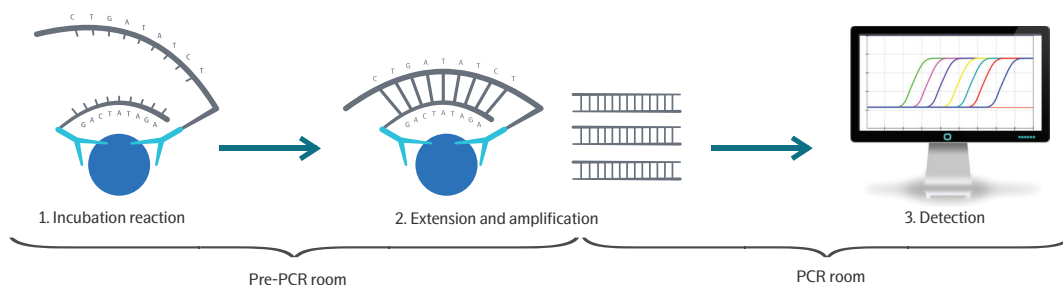 C T G A T A T C T
G A C T A T A G A
C T G A T A T C T
G A C T A T A G A
1. Incubation reaction
2. Extension and amplification
3. Detection
Pre-PCR room
PCR room